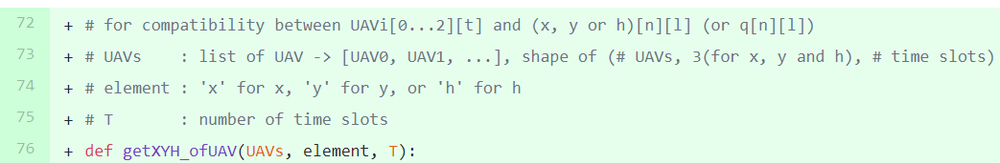 72 + # for compatibility between UAVi[0...2][t] and (x, y or h)[n][l] (or q[n][l])
73 + # UAVs    : list of UAV -> [UAV0, UAV1, ...], shape of (# UAVs, 3(for x, y and h), # time slots)
74 + # element : 'x' for x, 'y' for y, or 'h' for h
75 + # T       : number of time slots
76 + def getXYH_ofUAV(UAVs, element, T):